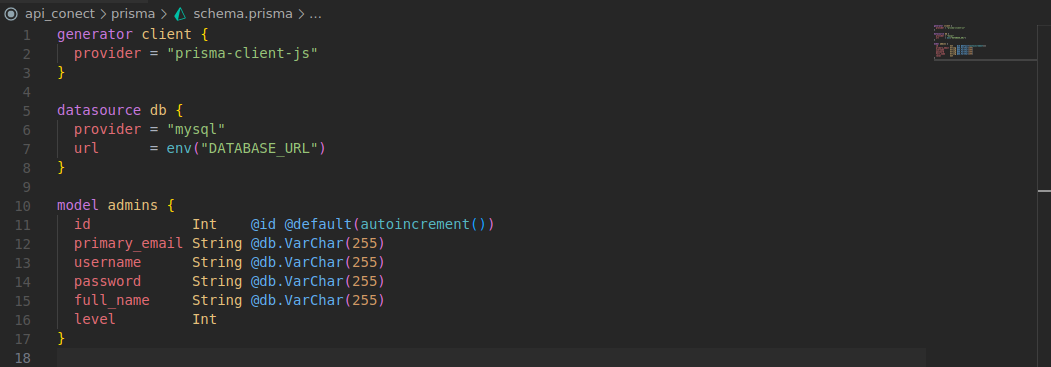 api_conect > prisma > schema.prisma > ...
1 generator client {
2   provider = "prisma-client-js"
3 }
4
5 datasource db {
6   provider = "mysql"
7   url      = env("DATABASE_URL")
8 }
9
10 model admins {
11   id            Int    @id @default(autoincrement())
12   primary_email String @db.VarChar(255)
13   username      String @db.VarChar(255)
14   password      String @db.VarChar(255)
15   full_name     String @db.VarChar(255)
16   level         Int
17 }
18